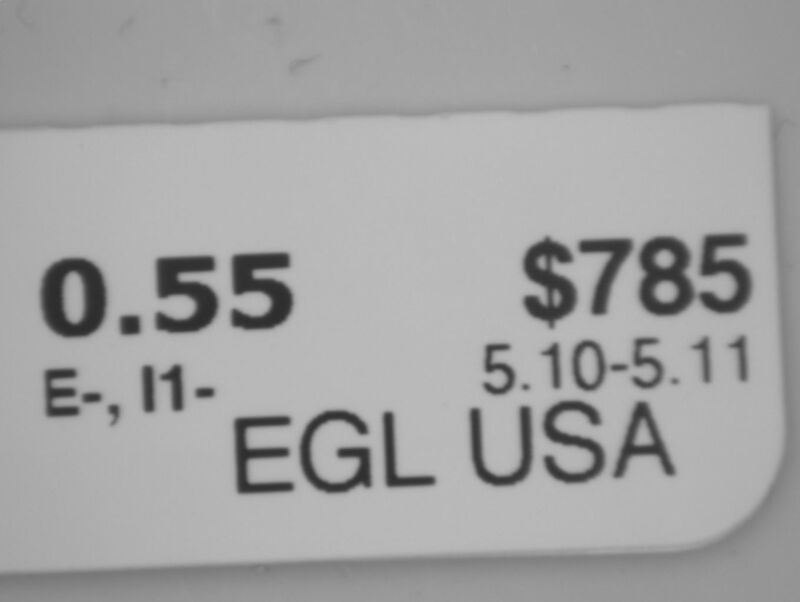 0.55 $785
E-, I1- 5.10-5.11
EGL USA